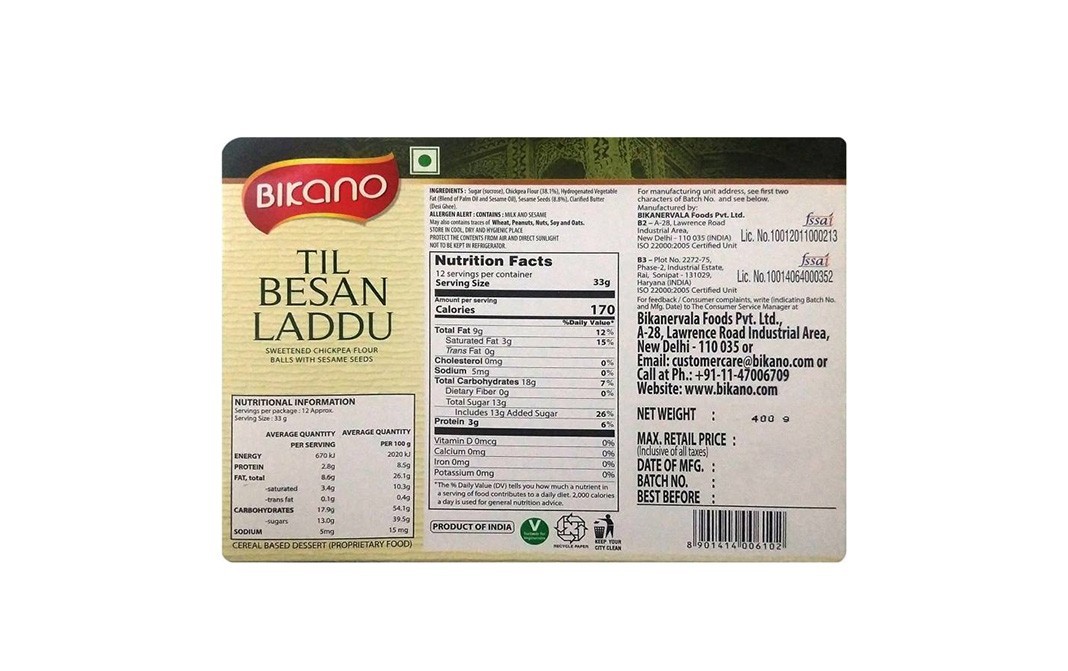 BIKANO
TIL
BESAN
LADDU
SWEETENED CHICKPEA FLOUR
BALLS WITH SESAME SEEDS
NUTRITIONAL INFORMATION
Servings per package : 12 Approx.
Serving Size : 33 g
AVERAGE QUANTITY AVERAGE QUANTITY
PER SERVING PER 100 g
ENERGY 670 kJ 2020 kJ
PROTEIN 2.8g 8.5g
FAT, total 8.6g 26.1g
-saturated 3.4g 10.3g
-trans fat 0.1g 0.4g
CARBOHYDRATES 17.9g 54.1g
-sugars 13.0g 39.5g
SODIUM 5mg 15 mg
CEREAL BASED DESSERT (PROPRIETARY FOOD)
INGREDIENTS : Sugar (sucrose), Chickpea Flour (38.1%), Hydrogenated Vegetable
Fat (Blend of Palm Oil and Sesame Oil), Sesame Seeds (8.8%), Clarified Butter
(Desi Ghee).
ALLERGEN ALERT : CONTAINS : MILK AND SESAME
May also contains traces of Wheat, Peanuts, Nuts, Soy and Oats.
STORE IN COOL, DRY AND HYGIENIC PLACE
PROTECT THE CONTENTS FROM AIR AND DIRECT SUNLIGHT
NOT TO BE KEPT IN REFRIGERATOR.
Nutrition Facts
12 servings per container
Serving Size 33g
Amount per serving
Calories 170
%Daily Value*
Total Fat 9g 12%
Saturated Fat 3g 15%
Trans Fat 0g
Cholesterol 0mg 0%
Sodium 5mg 0%
Total Carbohydrates 18g 7%
Dietary Fiber 0g 0%
Total Sugar 13g
Includes 13g Added Sugar 26%
Protein 3g 6%
Vitamin D 0mcg 0%
Calcium 0mg 0%
Iron 0mg 0%
Potassium 0mg 0%
*The % Daily Value (DV) tells you how much a nutrient in
a serving of food contributes to a daily diet. 2,000 calories
a day is used for general nutrition advice.
PRODUCT OF INDIA
V
Suitable for
Vegetarians
RECYCLE PAPER
KEEP YOUR
CITY CLEAN
For manufacturing unit address, see first two
characters of Batch No. and see below.
Manufactured by:
BIKANERVALA Foods Pvt. Ltd.
B2 – A-28, Lawrence Road
Industrial Area,
New Delhi - 110 035 (INDIA)
ISO 22000:2005 Certified Unit
fssai
Lic. No.10012011000213
B3 – Plot No. 2272-75,
Phase-2, Industrial Estate,
Rai, Sonipat - 131029,
Haryana (INDIA)
ISO 22000:2005 Certified Unit
fssai
Lic. No.10014064000352
For feedback / Consumer complaints, write (Indicating Batch No.
and Mfg. Date) to The Consumer Service Manager at
Bikanervala Foods Pvt. Ltd.,
A-28, Lawrence Road Industrial Area,
New Delhi - 110 035 or
Email: customercare@bikano.com or
Call at Ph.: +91-11-47006709
Website: www.bikano.com
NET WEIGHT : 400 g
MAX. RETAIL PRICE :
(Inclusive of all taxes)
DATE OF MFG. :
BATCH NO. :
BEST BEFORE :
8 901414 006102